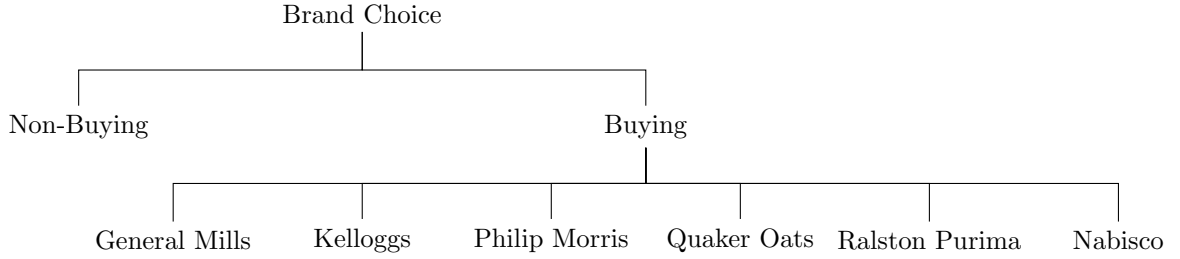 Brand Choice
Non-Buying
Buying
General Mills
Kelloggs
Philip Morris
Quaker Oats
Ralston Purima
Nabisco